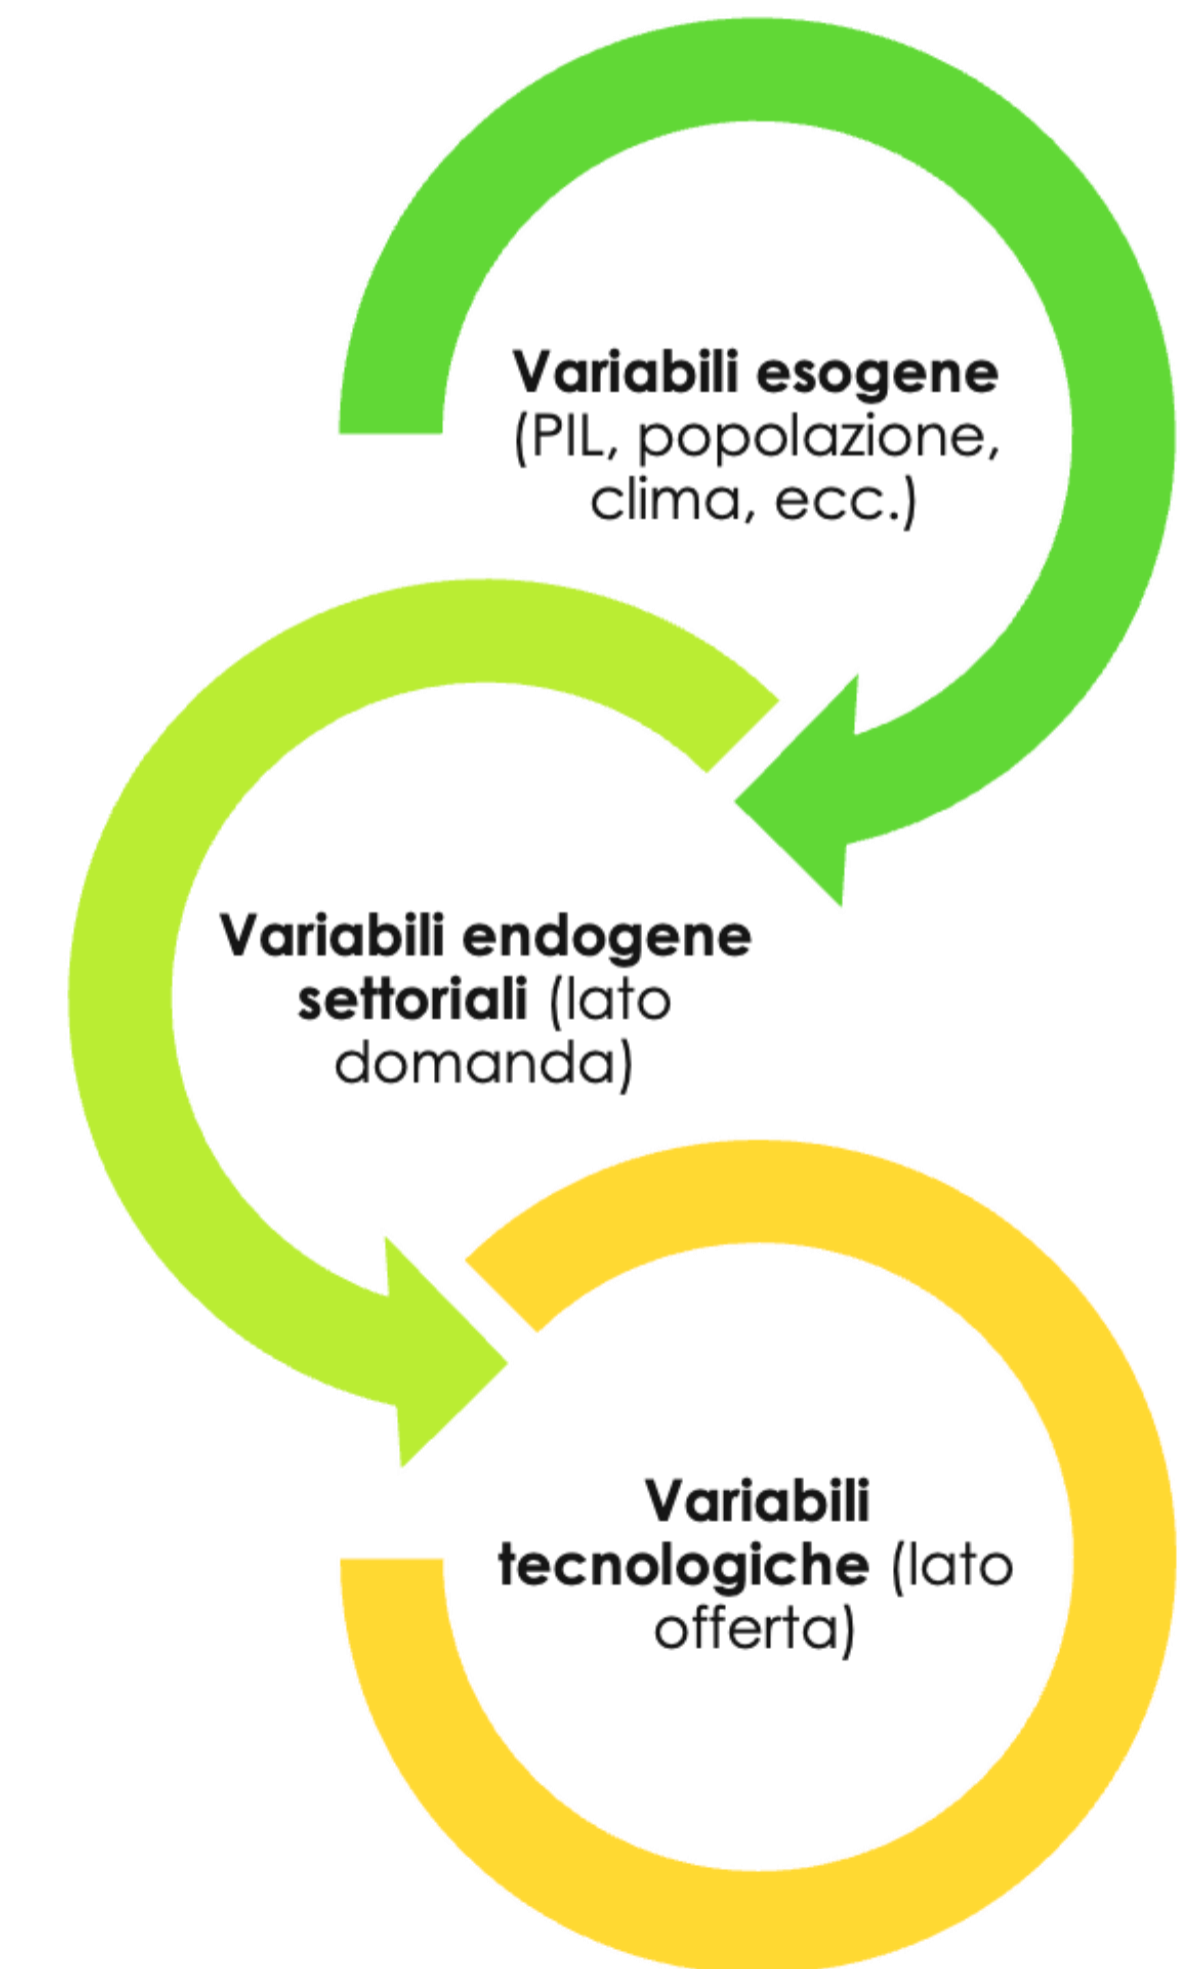 Variabili esogene
(PIL, popolazione,
clima, ecc.)
Variabili endogene
settoriali (lato
domanda)
Variabili
tecnologiche (lato
offerta)